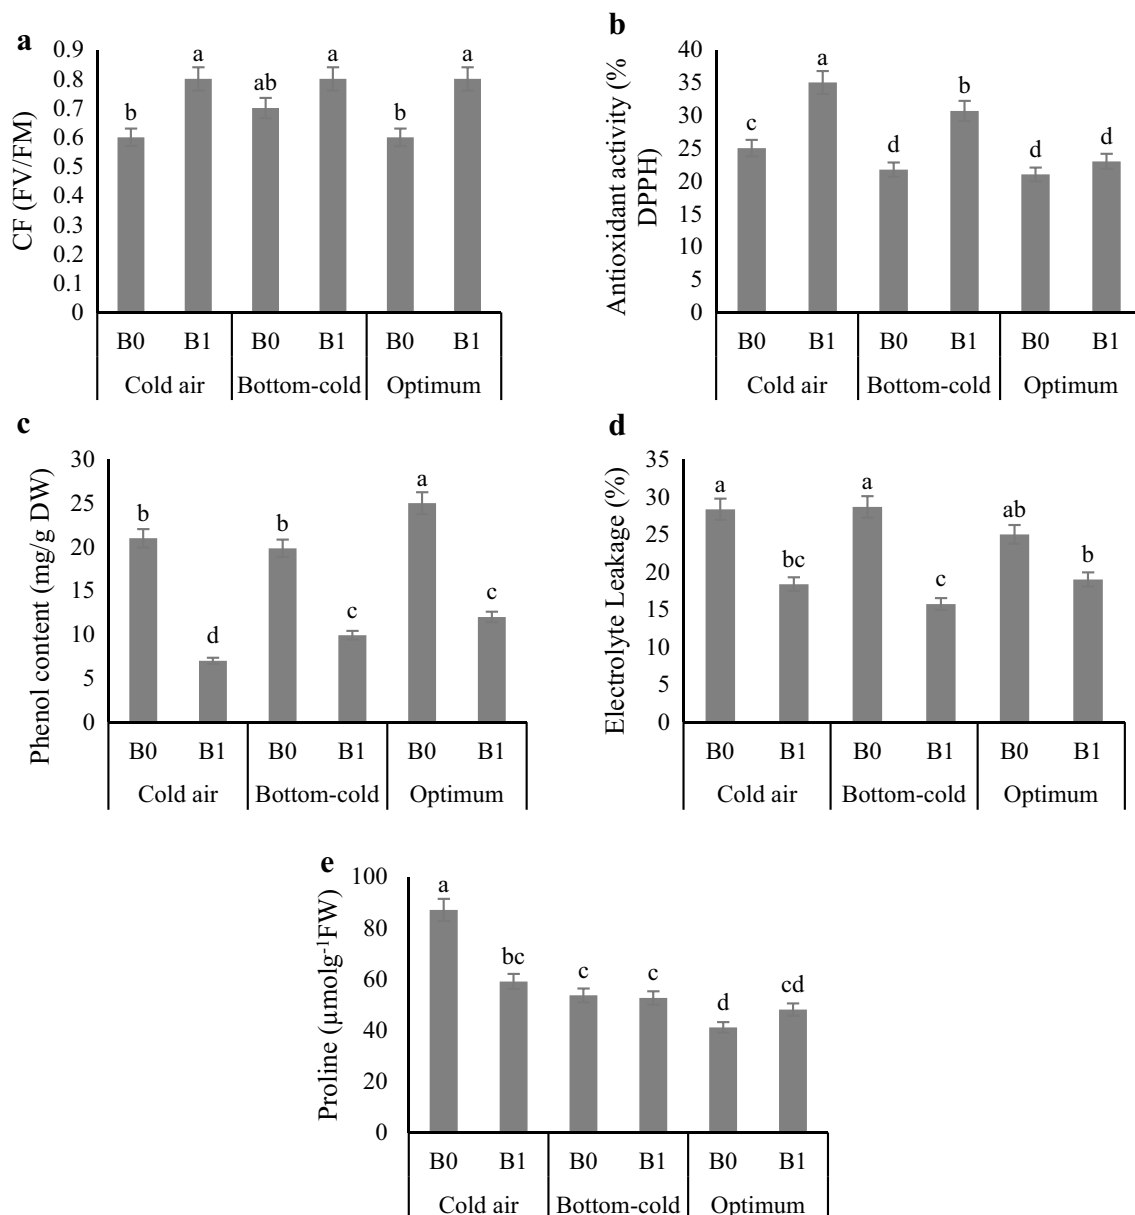 a
CF (FV/FM)
0.9
0.8
0.7
0.6
0.5
0.4
0.3
0.2
0.1
0
b a ab a b a
B0 B1 B0 B1 B0 B1
Cold air Bottom-cold Optimum
b
Antioxidant activity (%
DPPH)
40
35
30
25
20
15
10
5
0
c a d b d d
B0 B1 B0 B1 B0 B1
Cold air Bottom-cold Optimum
c
Phenol content (mg/g DW)
30
25
20
15
10
5
0
b d b c a c
B0 B1 B0 B1 B0 B1
Cold air Bottom-cold Optimum
d
Electrolyte Leakage (%)
35
30
25
20
15
10
5
0
a bc a c ab b
B0 B1 B0 B1 B0 B1
Cold air Bottom-cold Optimum
e
Proline (µmolg⁻¹FW)
100
80
60
40
20
0
a bc c c d cd
B0 B1 B0 B1 B0 B1
Cold air Bottom-cold Optimum